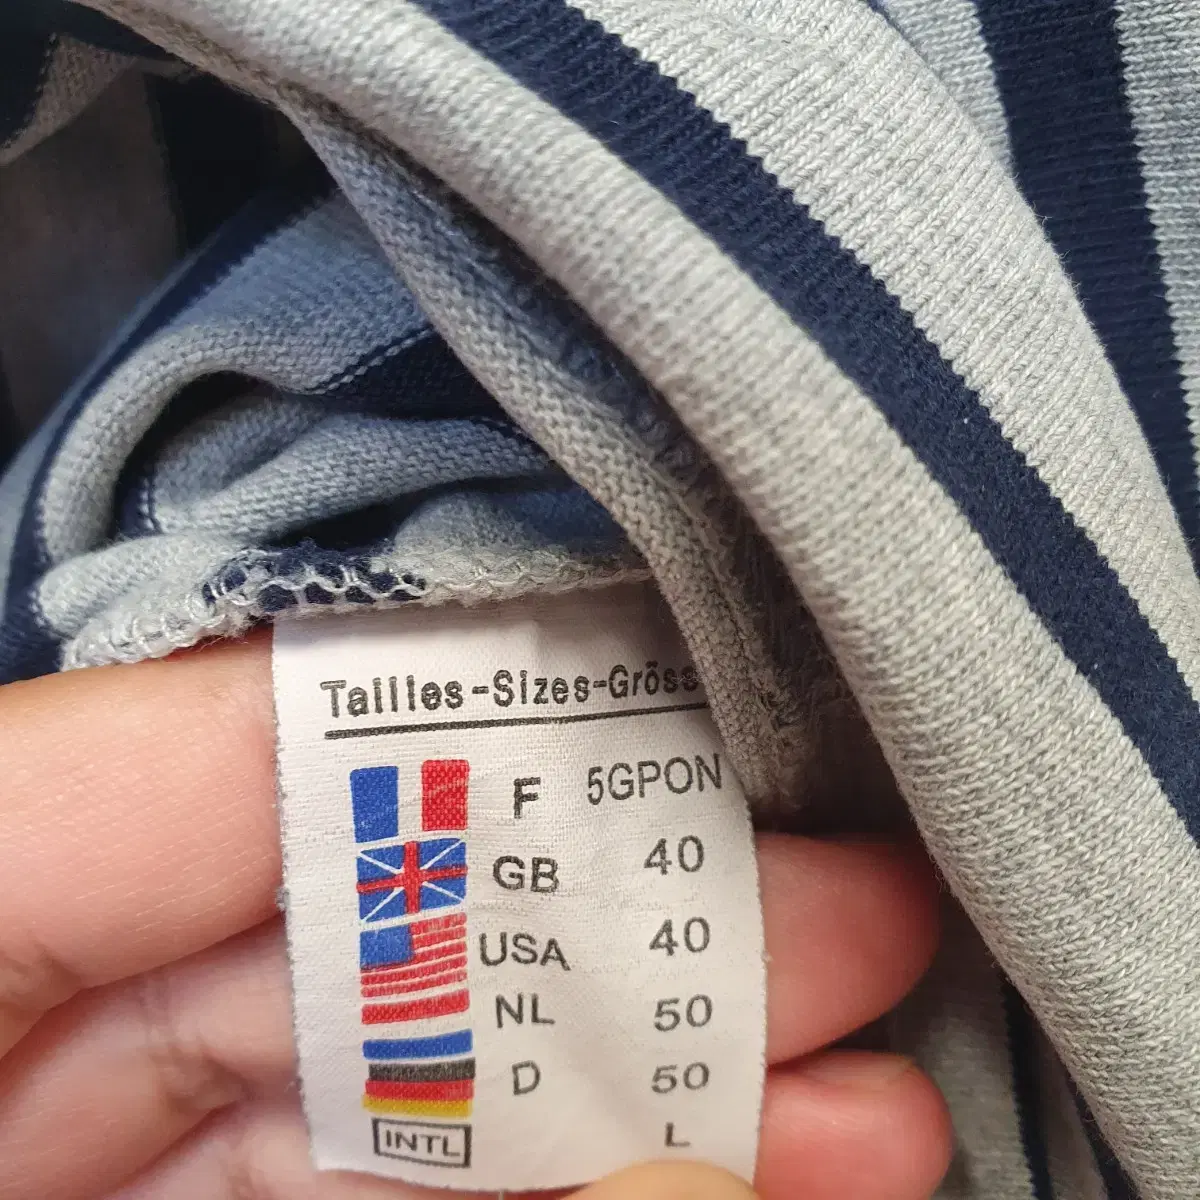 Tailles-Sizes-Gröss
F 5GPON
GB 40
USA 40
NL 50
D 50
INTL L